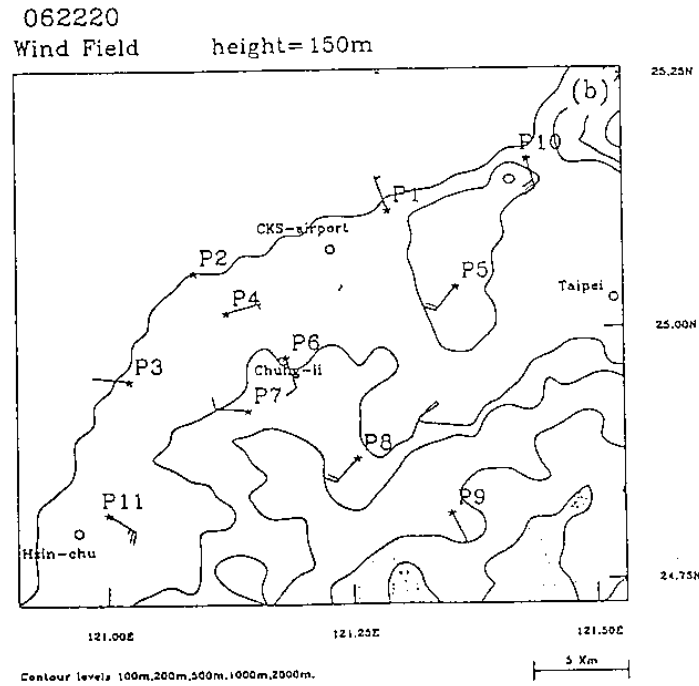 062220
Wind Field height=150m
25.25N
(b)
P10
P1
CKS-airport
P2
P5
Taipei
P4
25.00N
P6
P3
Chung-li
P7
P8
P9
P11
Hsin-chu
24.75N
121.00E 121.25E 121.50E
5 Km
Contour levels 100m,200m,500m,1000m,2000m.